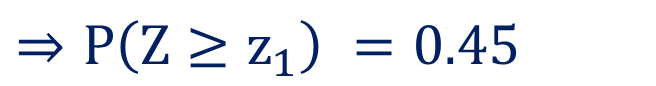 ⇒ P(Z ≥ z₁) = 0.45